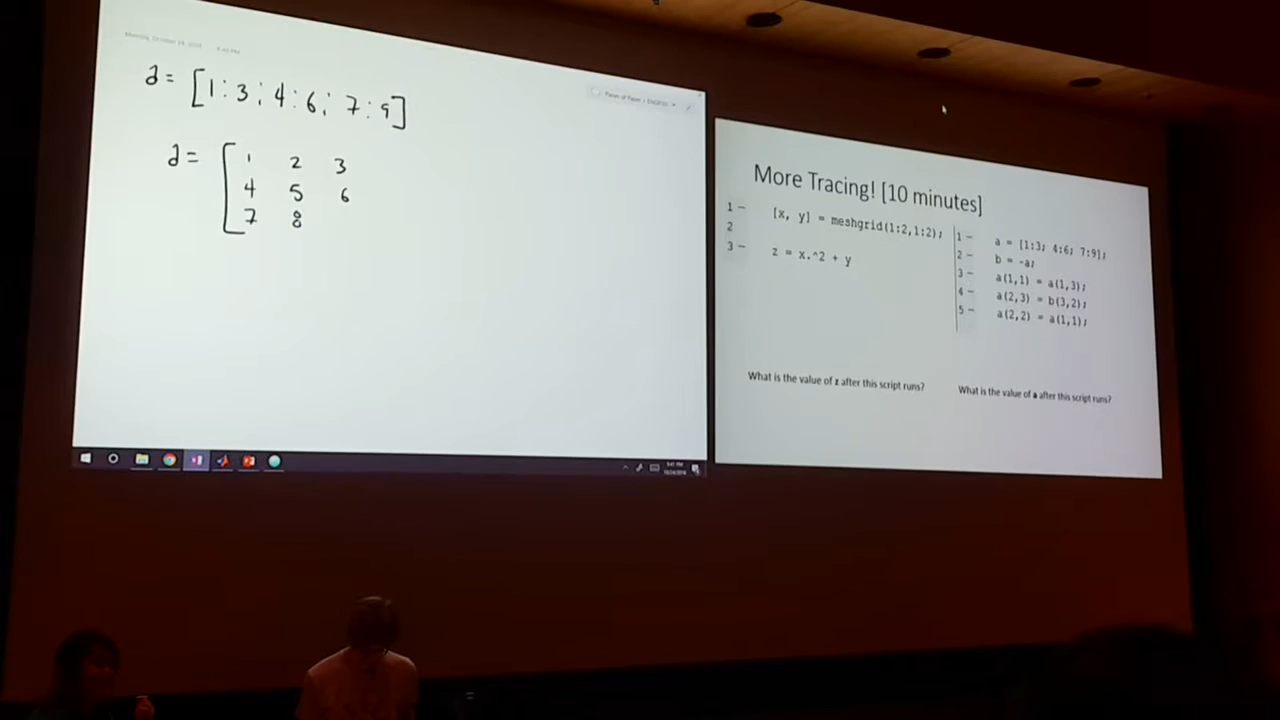 a = [1:3; 4:6; 7:9]
a = [1 2 3
4 5 6
7 8
More Tracing! [10 minutes]
1 –
2
3 –
[x, y] = meshgrid(1:2,1:2);
z = x.^2 + y
What is the value of z after this script runs?
1 – a = [1:3; 4:6; 7:9];
2 – b = -a;
3 – a(1,1) = a(1,3);
4 – a(2,3) = b(3,2);
5 – a(2,2) = a(1,1);
What is the value of a after this script runs?